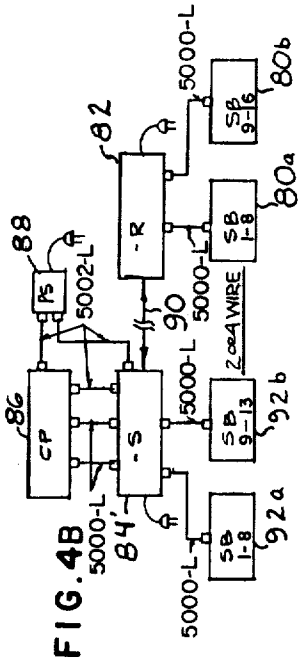 FIG. 4B
86
CP
88
PS
5002-L
5000-L
84'
-S
82
-R
90
5000-L
5000-L
5000-L
5000-L
SB
1-8
92a
SB
9-13
92b
2 or 4 WIRE
SB
1-8
80a
SB
9-16
80b